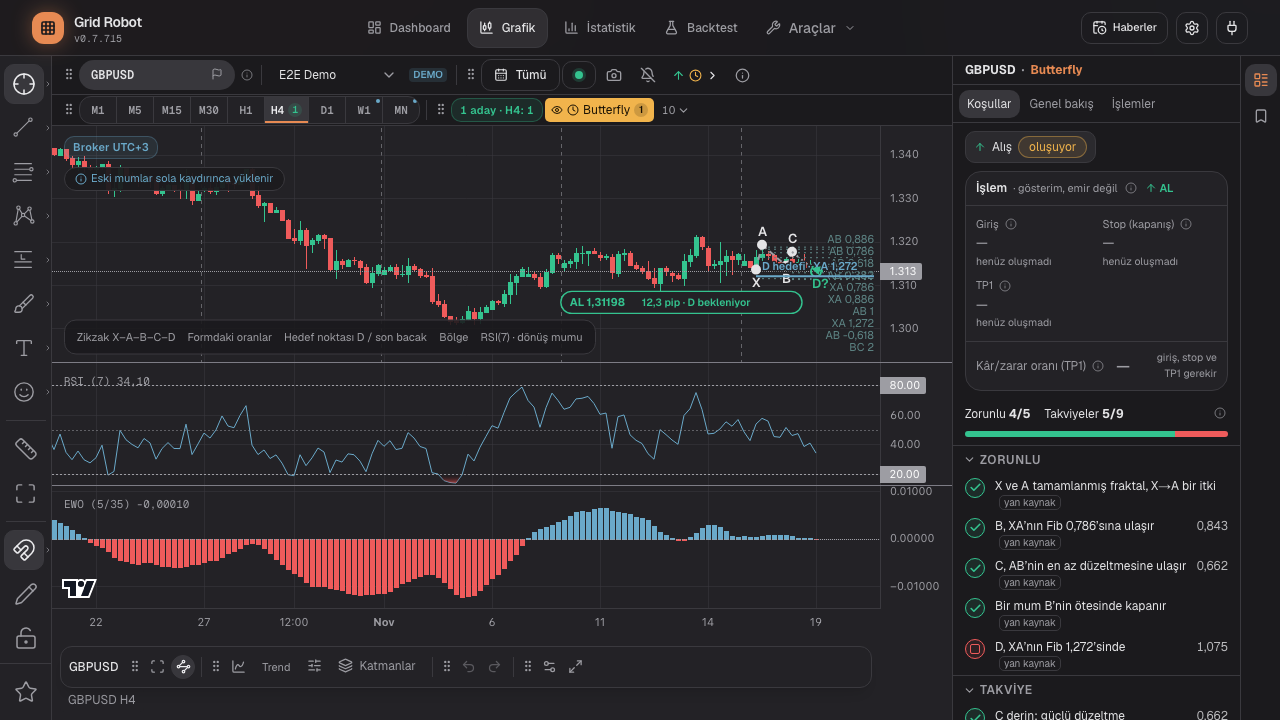 Grid Robot
v0.7.715
Dashboard
Grafik
İstatistik
Backtest
Araçlar
Haberler
GBPUSD
E2E Demo
DEMO
Tümü
M1 M5 M15 M30 H1 H4 1 D1 W1 MN
1 aday · H4: 1
Butterfly 1
10
Broker UTC+3
Eski mumlar sola kaydırınca yüklenir
A
C
X
B
D?
D hedefi · XA 1,272
AL 1,31198 12,3 pip · D bekleniyor
AB 0,886
AB 0,786
XA 0,786
XA 0,886
AB 1
XA 1,272
AB -0,618
BC 2
1.340
1.330
1.320
1.313
1.310
1.300
Zikzak X–A–B–C–D Formdaki oranlar Hedef noktası D / son bacak Bölge RSI(7) · dönüş mumu
RSI (7) 34,10
80.00
60.00
40.00
20.00
EWO (5/35) -0,00010
0.01000
0.00000
−0.01000
22 27 12:00 Nov 6 11 14 19
GBPUSD
Trend
Katmanlar
GBPUSD H4
GBPUSD · Butterfly
Koşullar
Genel bakış
İşlemler
Alış oluşuyor
İşlem · gösterim, emir değil AL
Giriş
—
henüz oluşmadı
Stop (kapanış)
—
henüz oluşmadı
TP1
—
henüz oluşmadı
Kâr/zarar oranı (TP1) —
giriş, stop ve
TP1 gerekir
Zorunlu 4/5 Takviyeler 5/9
ZORUNLU
X ve A tamamlanmış fraktal, X→A bir itki
yan kaynak
B, XA'nın Fib 0,786'sına ulaşır 0,843
yan kaynak
C, AB'nin en az düzeltmesine ulaşır 0,662
yan kaynak
Bir mum B'nin ötesinde kapanır
yan kaynak
D, XA'nın Fib 1,272'sinde 1,075
yan kaynak
TAKVİYE
C derin: güçlü düzeltme 0,662